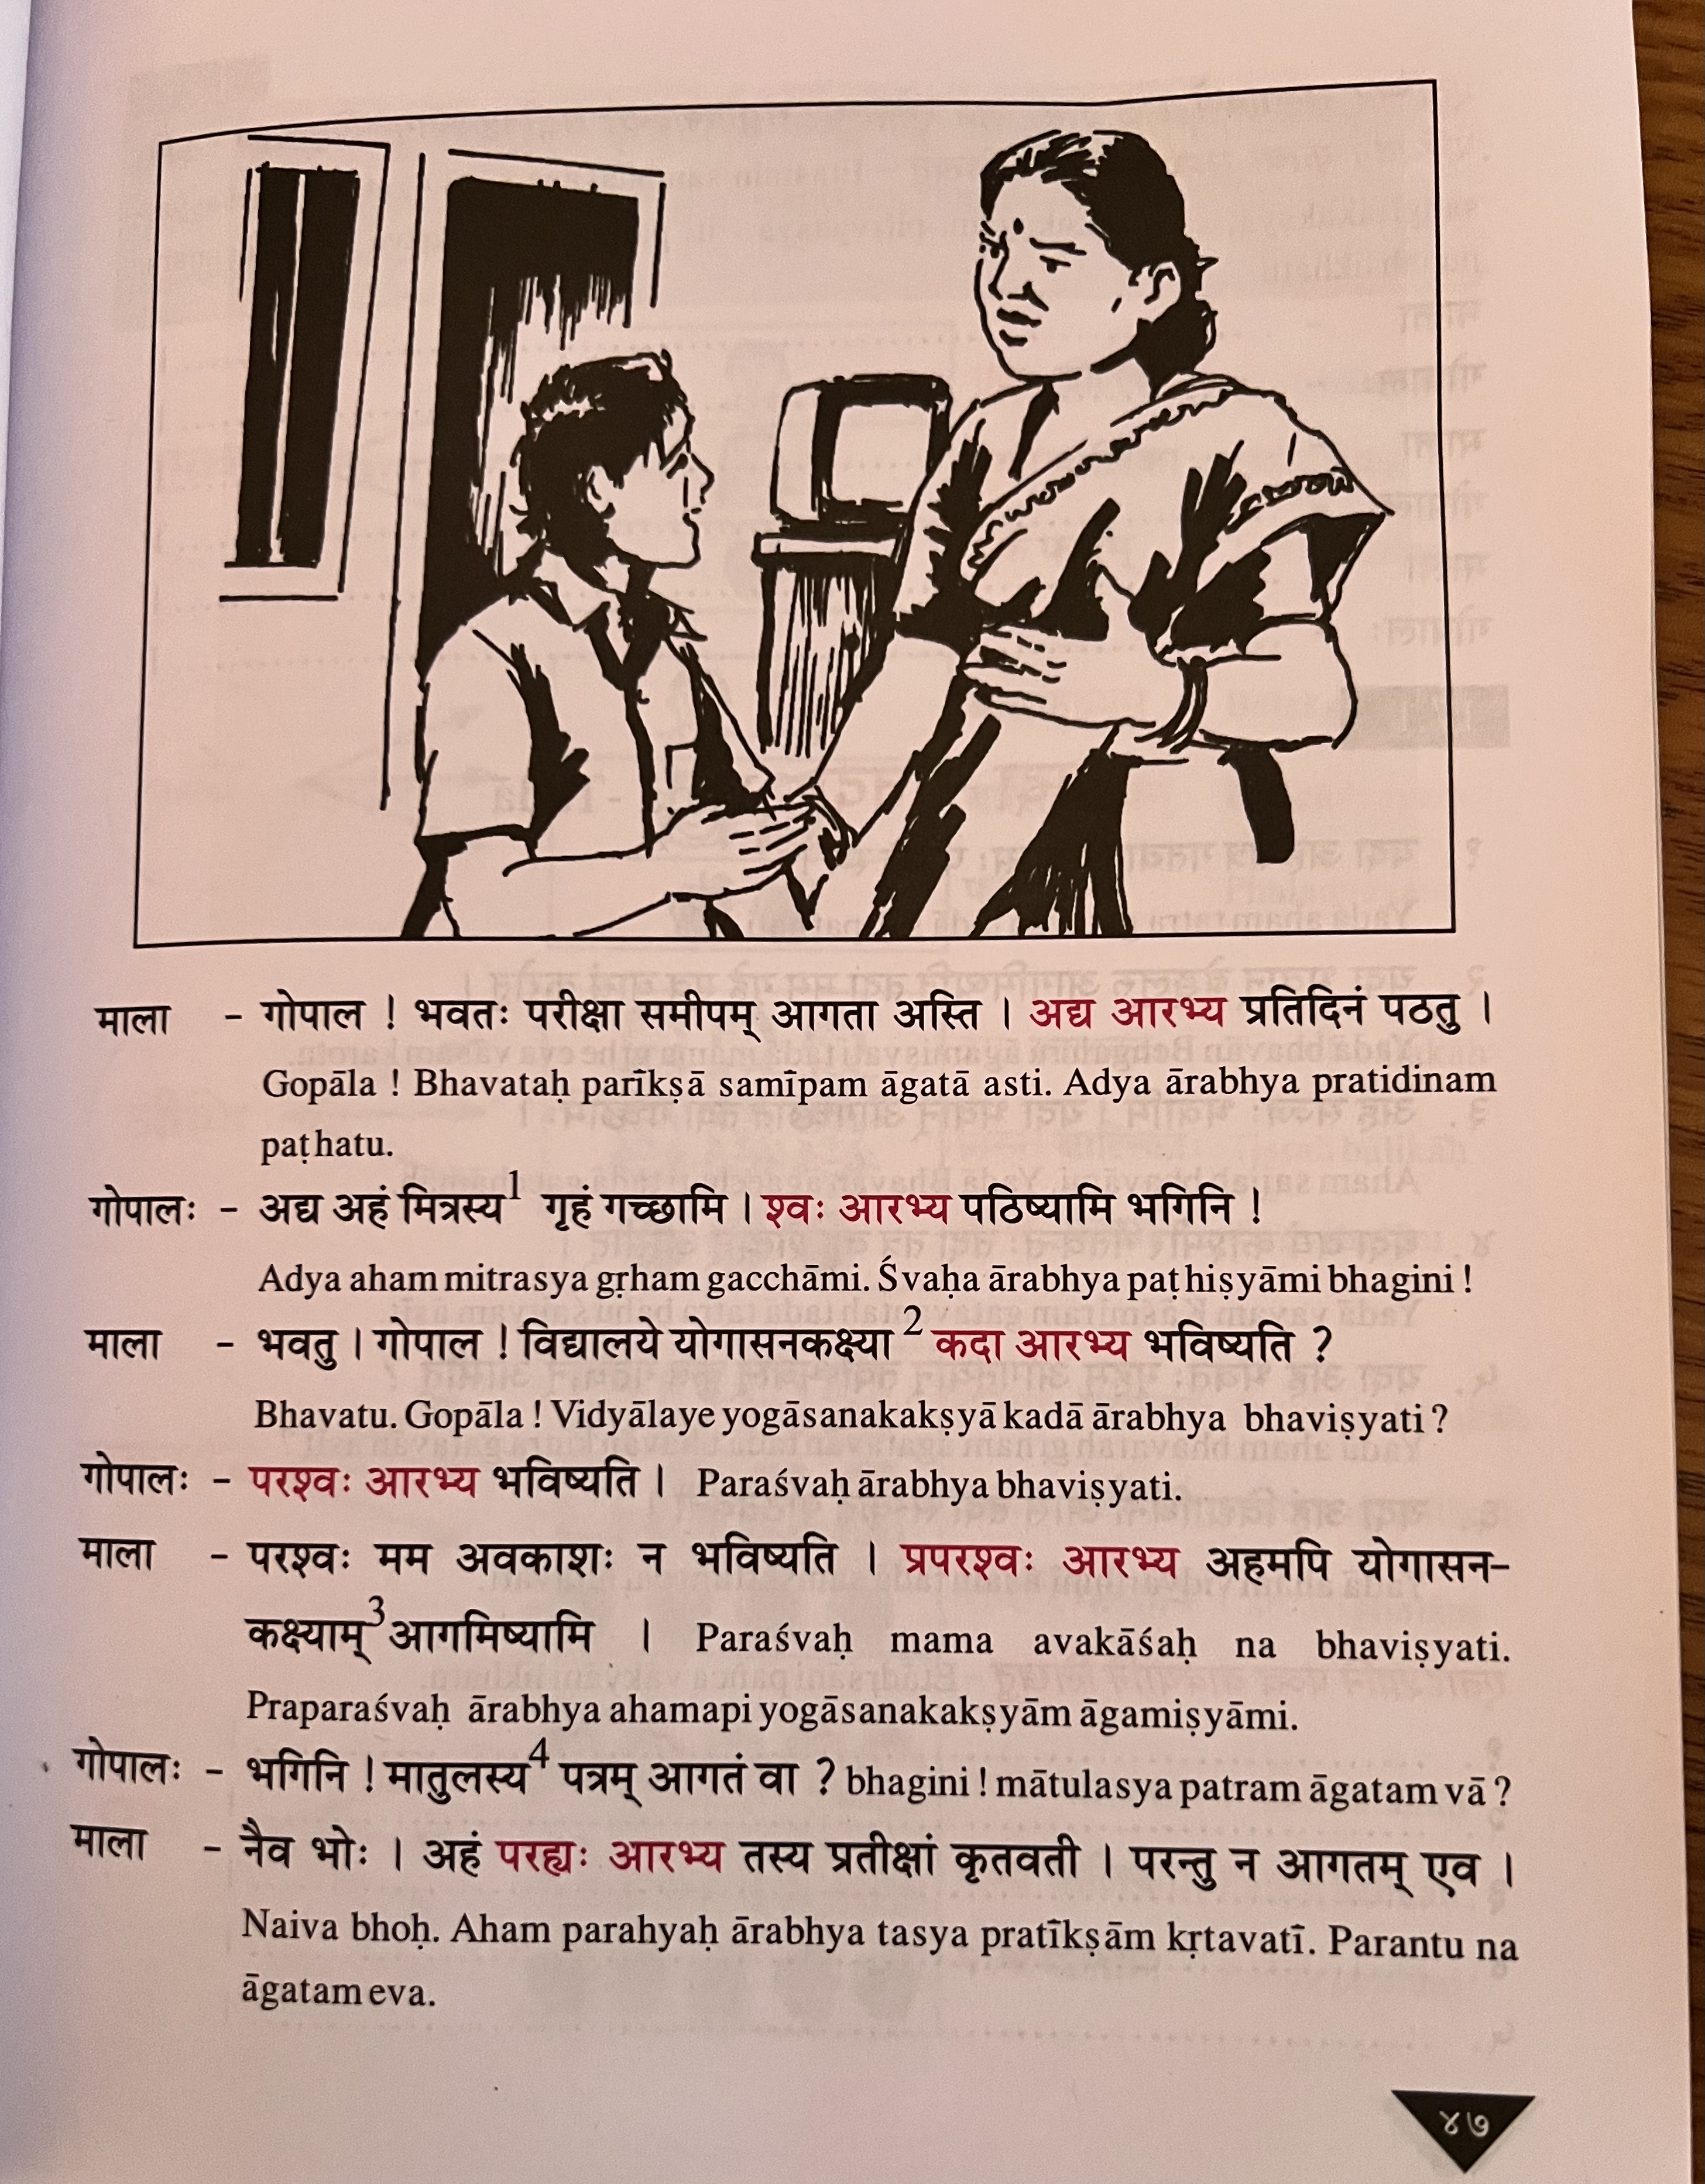 माला – गोपाल ! भवतः परीक्षा समीपम् आगता अस्ति । अद्य आरभ्य प्रतिदिनं पठतु ।
Gopāla ! Bhavataḥ parīkṣā samīpam āgatā asti. Adya ārabhya pratidinam
paṭhatu.
गोपालः – अद्य अहं मित्रस्य1 गृहं गच्छामि । श्वः आरभ्य पठिष्यामि भगिनि !
Adya aham mitrasya gṛham gacchāmi. Śvaḥa ārabhya paṭhiṣyāmi bhagini !
माला – भवतु । गोपाल ! विद्यालये योगासनकक्ष्या2 कदा आरभ्य भविष्यति ?
Bhavatu. Gopāla ! Vidyālaye yogāsanakakṣyā kadā ārabhya bhaviṣyati ?
गोपालः – परश्वः आरभ्य भविष्यति । Paraśvaḥ ārabhya bhaviṣyati.
माला – परश्वः मम अवकाशः न भविष्यति । प्रपरश्वः आरभ्य अहमपि योगासन–
कक्ष्याम्3 आगमिष्यामि । Paraśvaḥ mama avakāśaḥ na bhaviṣyati.
Praparaśvaḥ ārabhya ahamapi yogāsanakakṣyām āgamiṣyāmi.
गोपालः – भगिनि ! मातुलस्य4 पत्रम् आगतं वा ? bhagini ! mātulasya patram āgatam vā ?
माला – नैव भोः । अहं परह्यः आरभ्य तस्य प्रतीक्षां कृतवती । परन्तु न आगतम् एव ।
Naiva bhoḥ. Aham parahyaḥ ārabhya tasya pratīkṣām kṛtavatī. Parantu na
āgatam eva.
४७